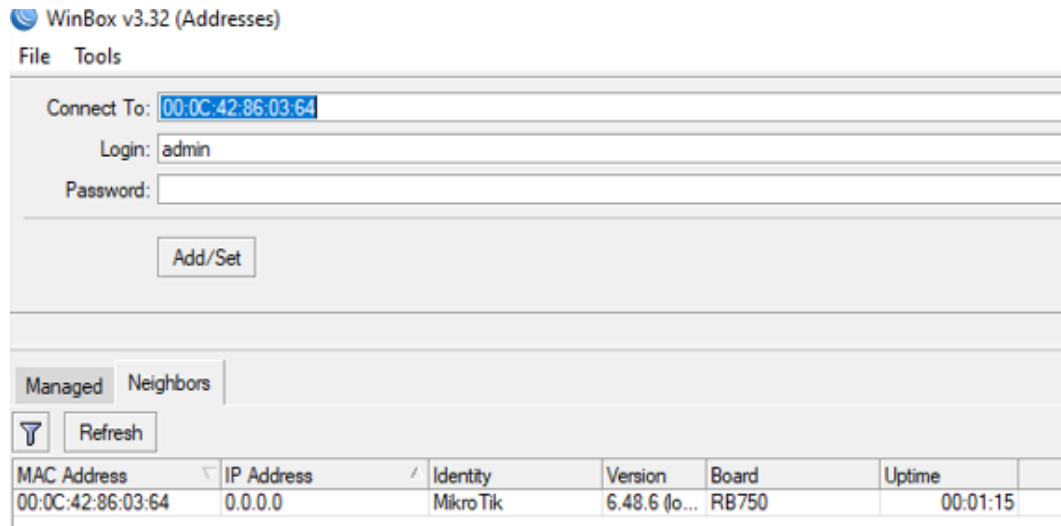 WinBox v3.32 (Addresses)
File Tools
Connect To: 00:0C:42:86:03:64
Login: admin
Password:
Add/Set
Managed Neighbors
Refresh
MAC Address IP Address Identity Version Board Uptime
00:0C:42:86:03:64 0.0.0.0 MikroTik 6.48.6 (lo... RB750 00:01:15